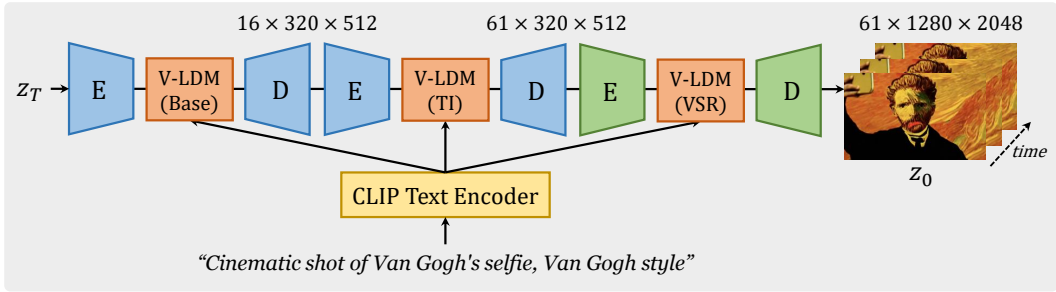 16 × 320 × 512
61 × 320 × 512
61 × 1280 × 2048
z_T
E
V-LDM
(Base)
D
E
V-LDM
(TI)
D
E
V-LDM
(VSR)
D
time
z_0
CLIP Text Encoder
“Cinematic shot of Van Gogh's selfie, Van Gogh style”